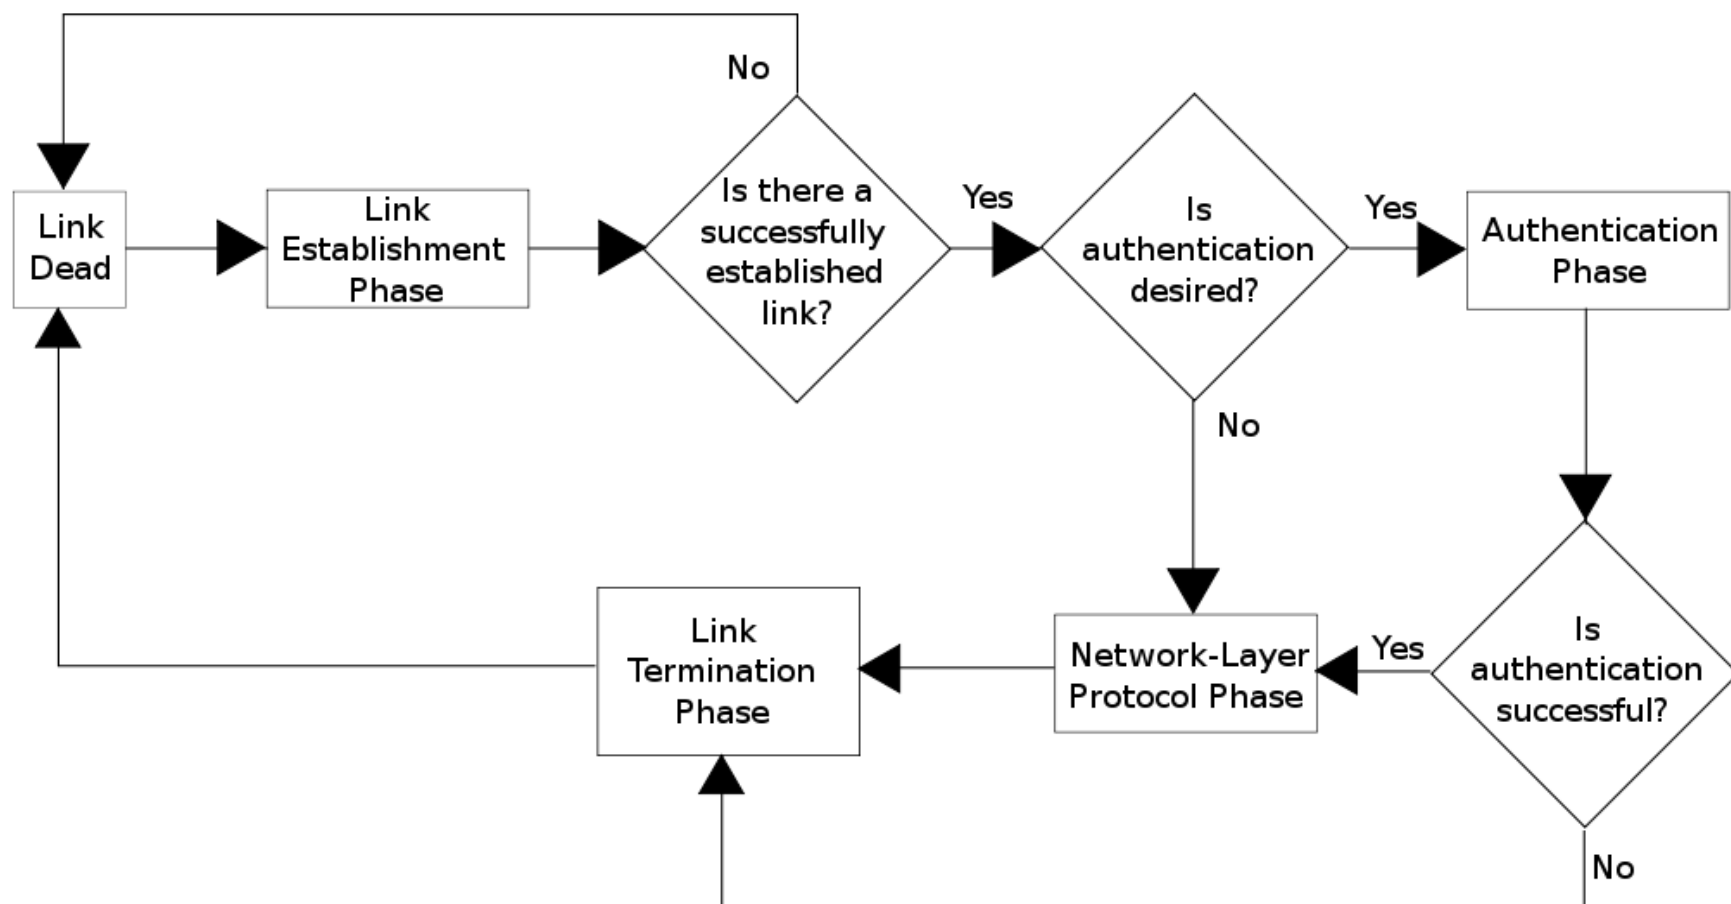 No
Link
Dead
Link
Establishment
Phase
Is there a
successfully
established
link?
Yes
Is
authentication
desired?
Yes
Authentication
Phase
No
Link
Termination
Phase
Network-Layer
Protocol Phase
Yes
Is
authentication
successful?
No